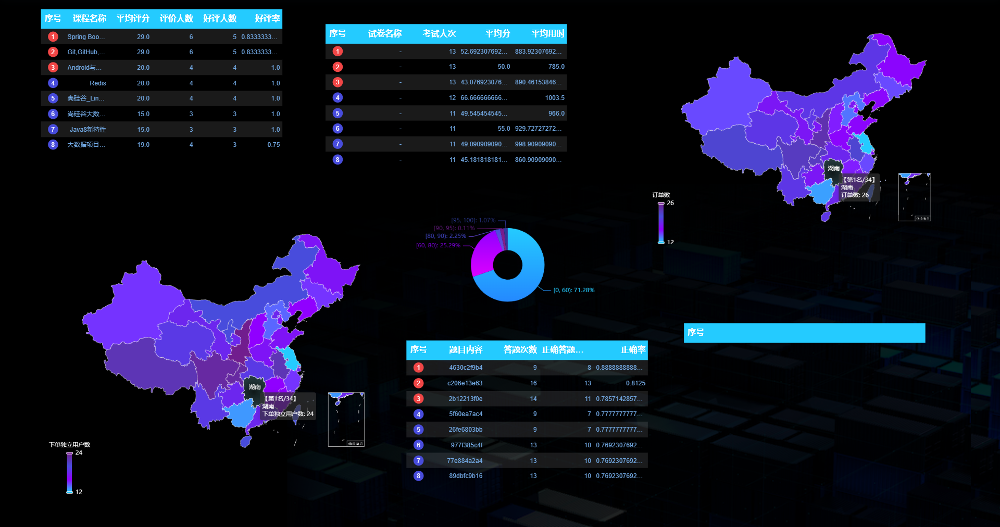 序号 课程名称 平均评分 评价人数 好评人数 好评率
1 Spring Boo... 29.0 6 5 0.8333333...
2 Git,GitHub,... 29.0 6 5 0.8333333...
3 Android与... 20.0 4 4 1.0
4 Redis 20.0 4 4 1.0
5 尚硅谷_Lin... 20.0 4 4 1.0
6 尚硅谷大数... 15.0 3 3 1.0
7 Java8新特性 15.0 3 3 1.0
8 大数据项目... 19.0 4 3 0.75
序号 试卷名称 考试人次 平均分 平均用时
1 - 13 52.692307692... 883.92307692...
2 - 13 50.0 785.0
3 - 13 43.076923076... 890.46153846...
4 - 12 66.666666666... 1003.5
5 - 11 49.545454545... 966.0
6 - 11 55.0 929.72727272...
7 - 11 49.090909090... 998.90909090...
8 - 11 45.181818181... 860.90909090...
湖南
【第1名/34】
湖南
订单数: 26
南海诸岛
订单数
26
12
[95, 100]: 1.07%
[90, 95): 0.11%
[80, 90): 2.25%
[60, 80): 25.29%
[0, 60): 71.28%
湖南
【第1名/34】
湖南
下单独立用户数: 24
南海诸岛
下单独立用户数
24
12
序号 题目内容 答题次数 正确答题... 正确率
1 4630c2f9b4 9 8 0.8888888888...
2 c206e13e63 16 13 0.8125
3 2b12213f0e 14 11 0.7857142857...
4 5f60ea7ac4 9 7 0.7777777777...
5 26fe6803bb 9 7 0.7777777777...
6 977f385c4f 13 10 0.7692307692...
7 77e884a2a4 13 10 0.7692307692...
8 89dbfc9b16 13 10 0.7692307692...
序号